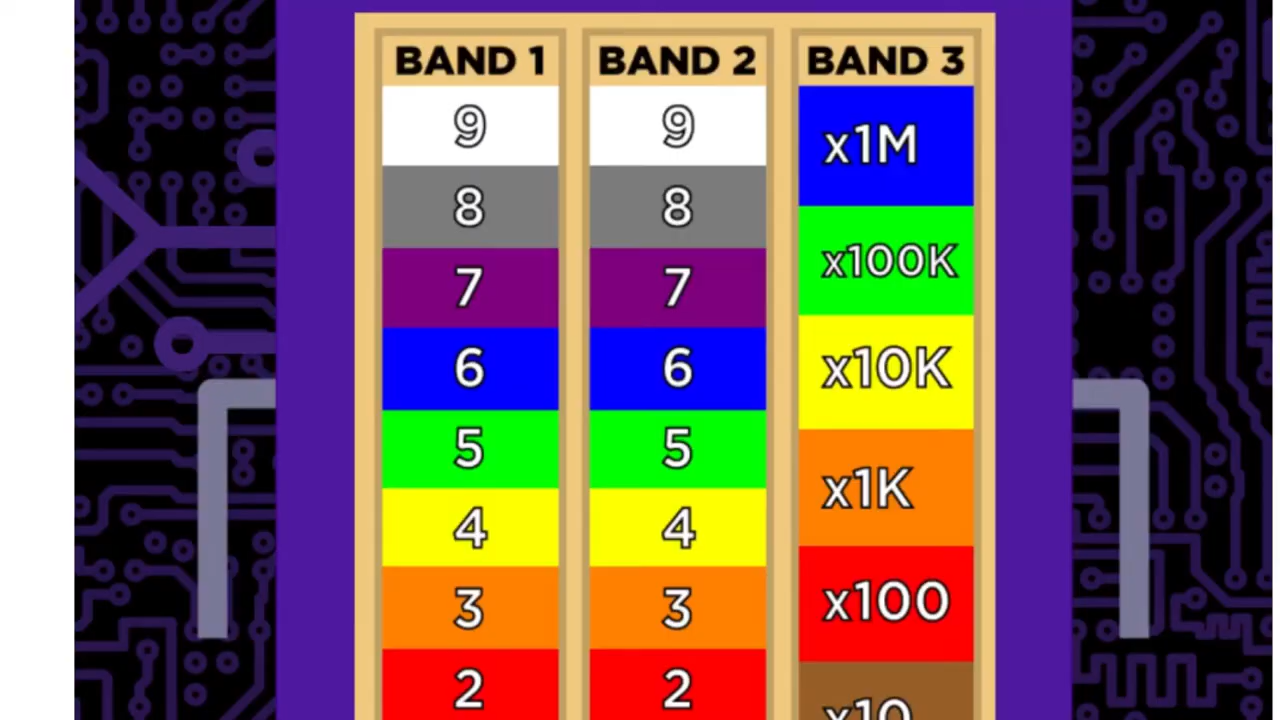 BAND 1 BAND 2 BAND 3
9 9 x1M
8 8 x100K
7 7 x10K
6 6 x1K
5 5 x100
4 4 x10
3 3
2 2